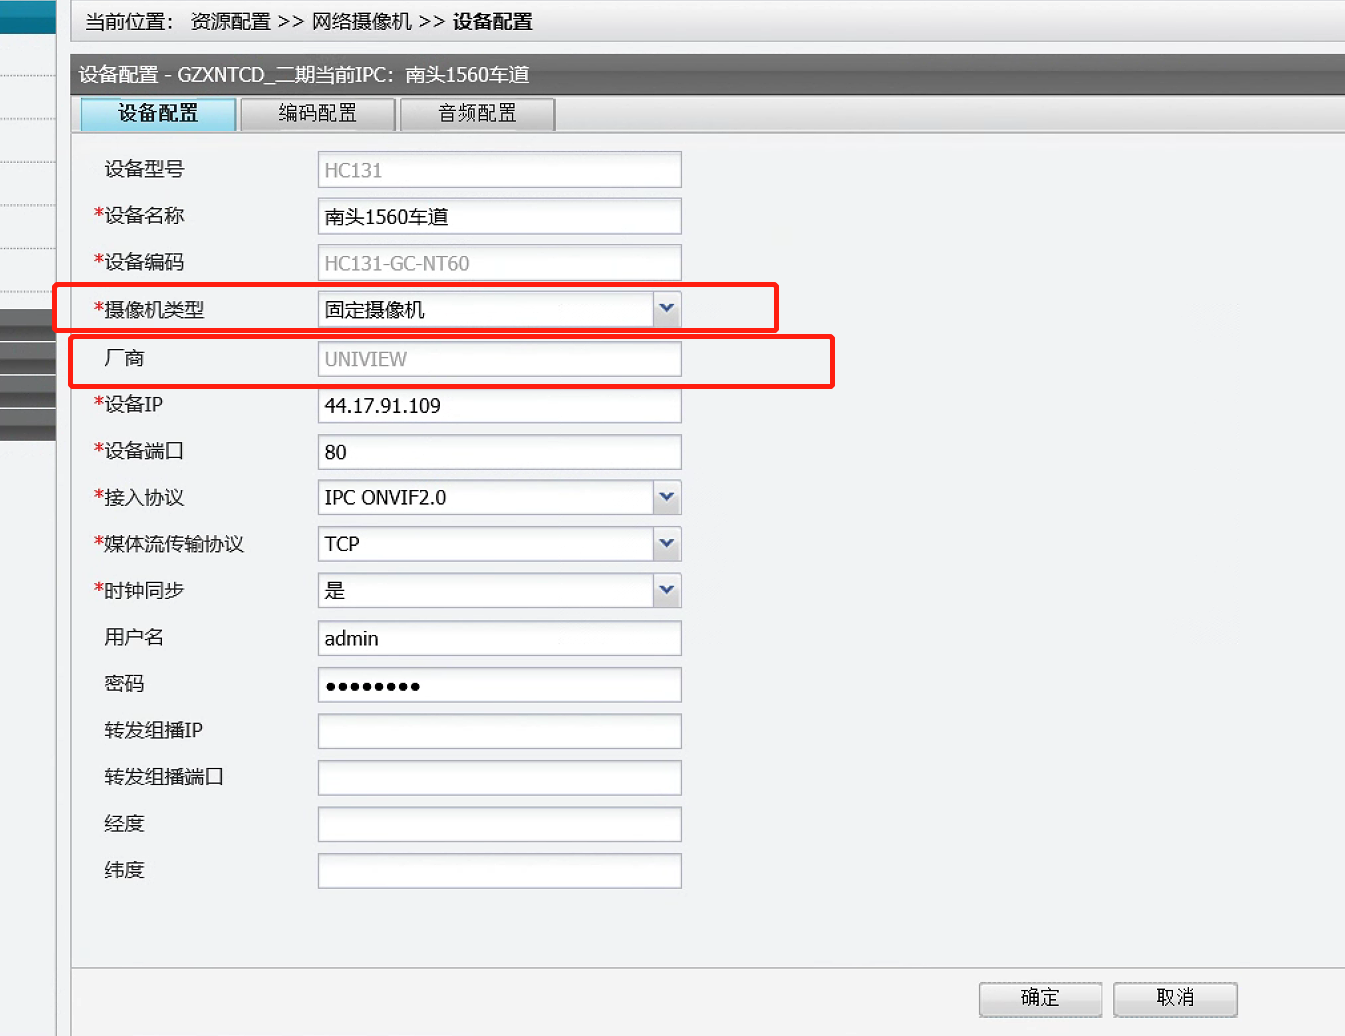 当前位置： 资源配置 >> 网络摄像机 >> 设备配置
设备配置 - GZXNTCD_二期当前IPC：南头1560车道
设备配置 编码配置 音频配置
设备型号 HC131
*设备名称 南头1560车道
*设备编码 HC131-GC-NT60
*摄像机类型 固定摄像机
厂商 UNIVIEW
*设备IP 44.17.91.109
*设备端口 80
*接入协议 IPC ONVIF2.0
*媒体流传输协议 TCP
*时钟同步 是
用户名 admin
密码 ●●●●●●●●
转发组播IP
转发组播端口
经度
纬度
确定 取消